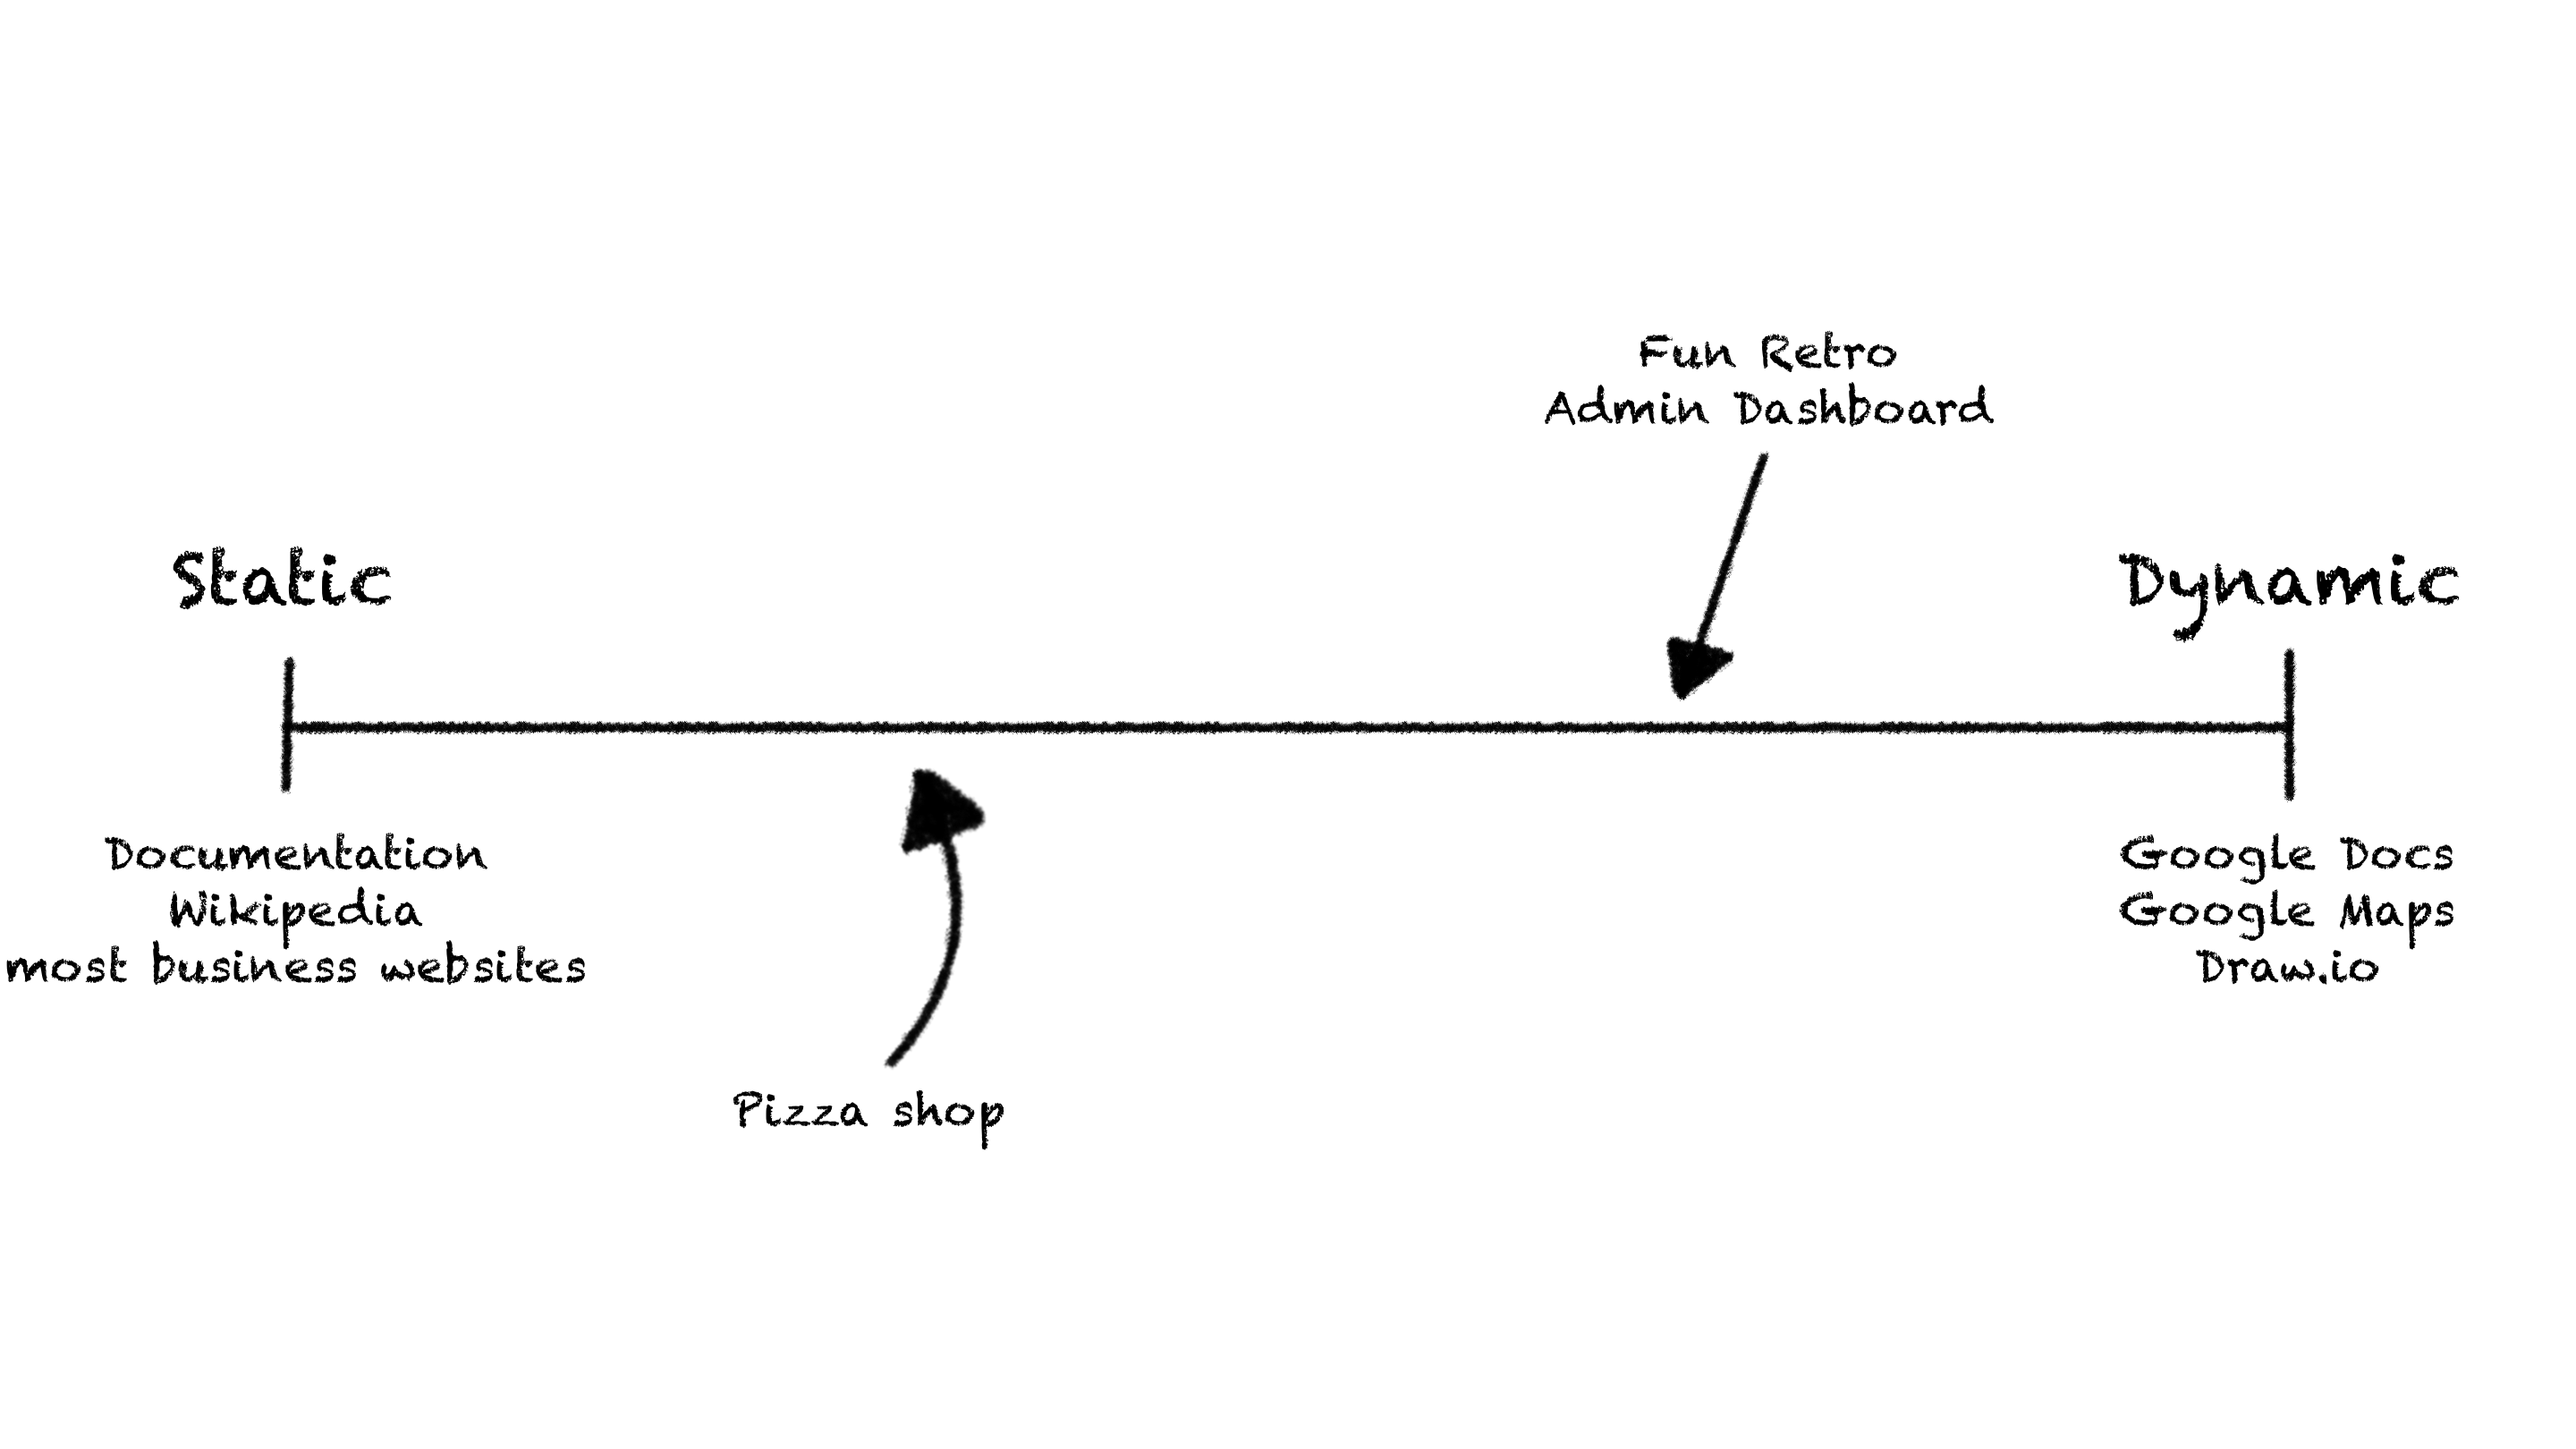 Fun Retro
Admin Dashboard
Static
Dynamic
Documentation
Wikipedia
most business websites
Google Docs
Google Maps
Draw.io
Pizza shop